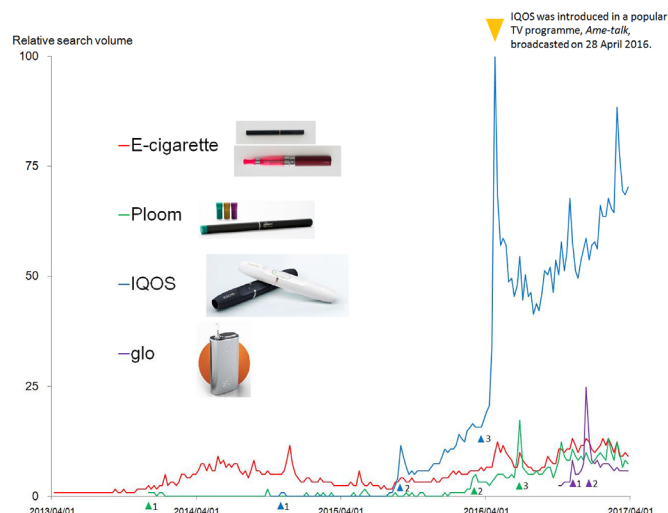 IQOS was introduced in a popular
TV programme, Ame-talk,
broadcasted on 28 April 2016.
Relative search volume
100
E-cigarette
75
Ploom
50
IQOS
glo
25
3
2
2
3
1
2
0
1
1
2013/04/01
2014/04/01
2015/04/01
2016/04/01
2017/04/01